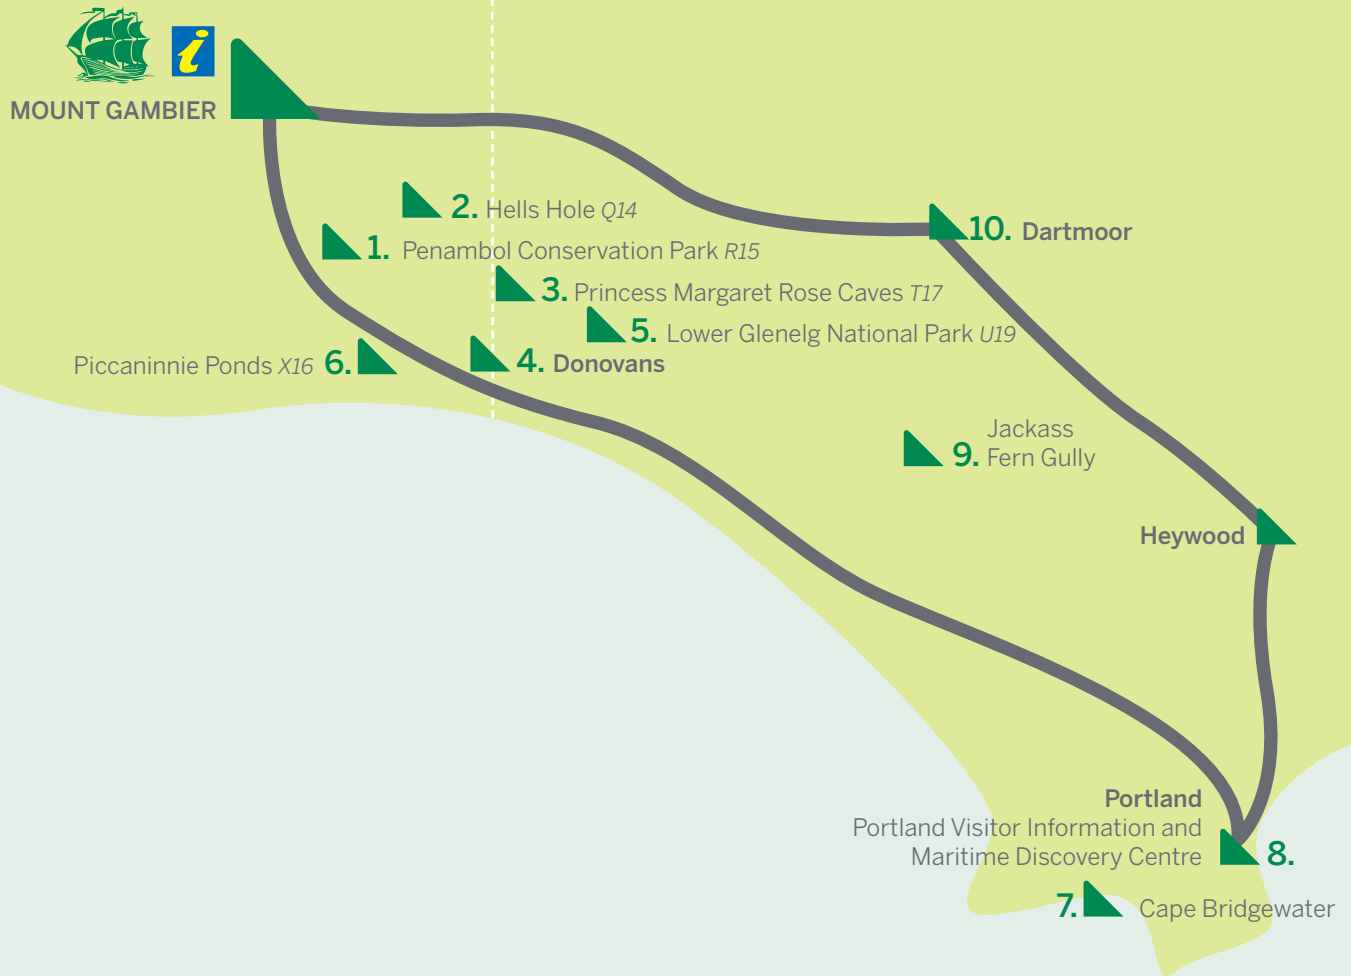 i
MOUNT GAMBIER
2. Hells Hole Q14
10. Dartmoor
1. Penambol Conservation Park R15
3. Princess Margaret Rose Caves T17
5. Lower Glenelg National Park U19
Piccaninnie Ponds X16 6.
4. Donovans
Jackass
9. Fern Gully
Heywood
Portland
Portland Visitor Information and
Maritime Discovery Centre 8.
7. Cape Bridgewater